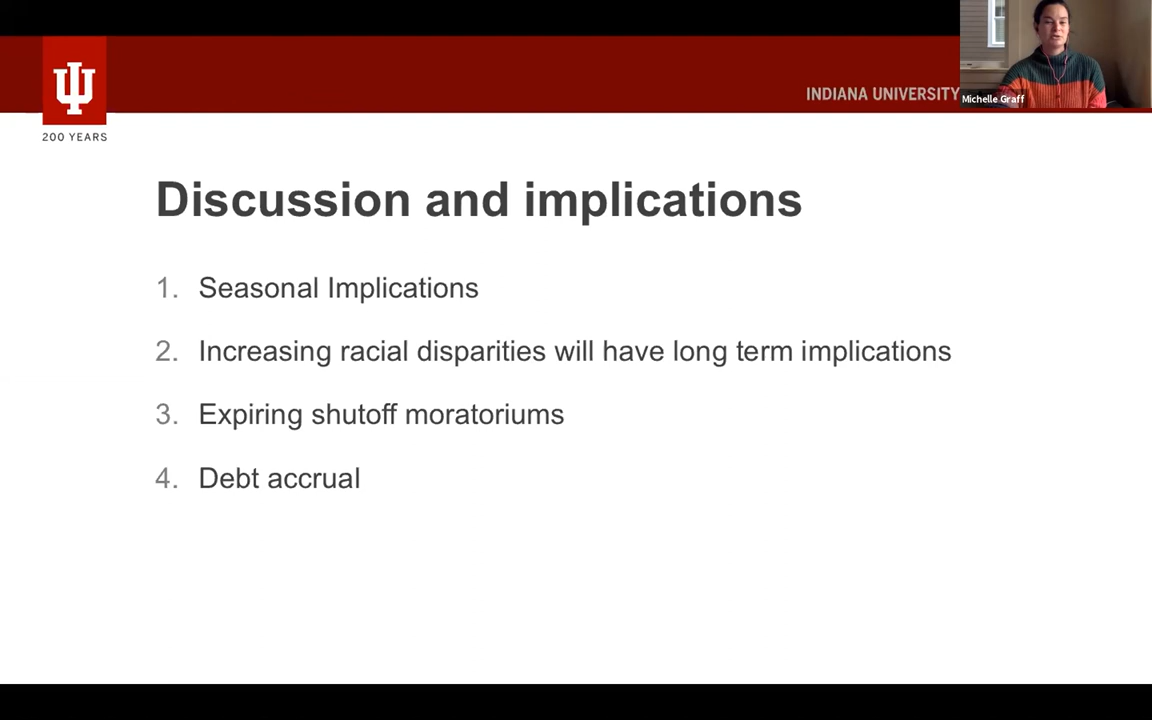 INDIANA UNIVERSITY
Michelle Graff
200 YEARS
Discussion and implications
1. Seasonal Implications
2. Increasing racial disparities will have long term implications
3. Expiring shutoff moratoriums
4. Debt accrual